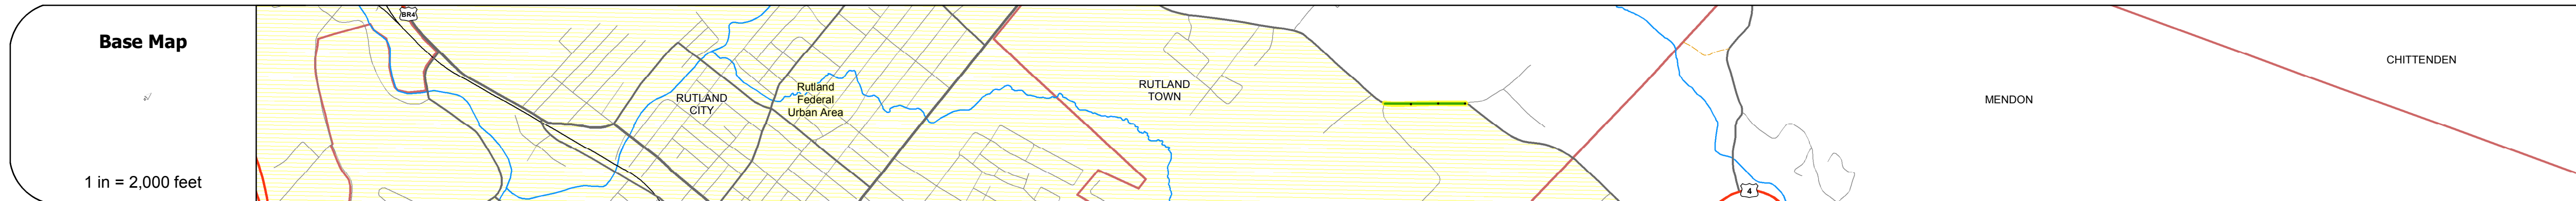 Base Map
1 in = 2,000 feet
BR4
RUTLAND
CITY
Rutland
Federal
Urban Area
RUTLAND
TOWN
4
MENDON
CHITTENDEN